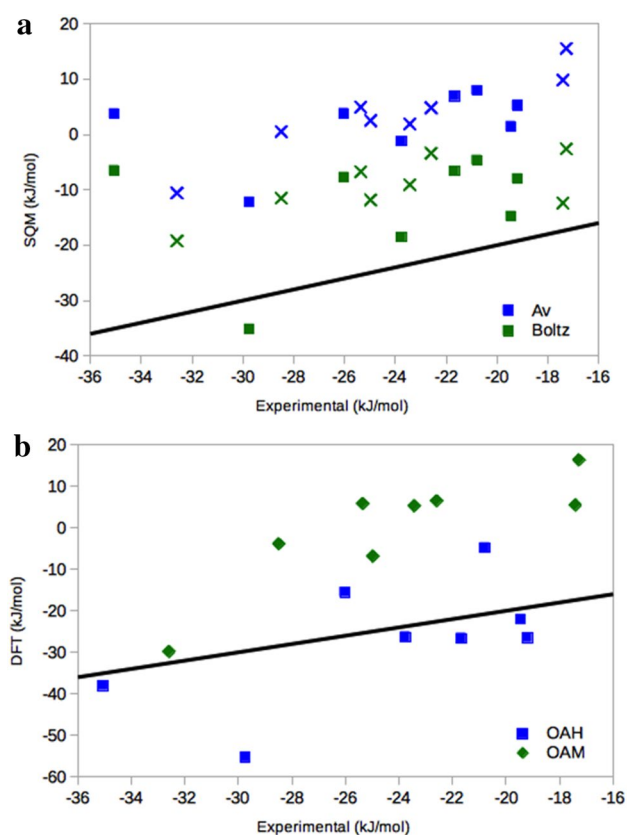 a
20
10
0
-10
-20
-30
-40
SQM (kJ/mol)
Av
Boltz
-36 -34 -32 -30 -28 -26 -24 -22 -20 -18 -16
Experimental (kJ/mol)
b
20
10
0
-10
-20
-30
-40
-50
-60
DFT (kJ/mol)
OAH
OAM
-36 -34 -32 -30 -28 -26 -24 -22 -20 -18 -16
Experimental (kJ/mol)